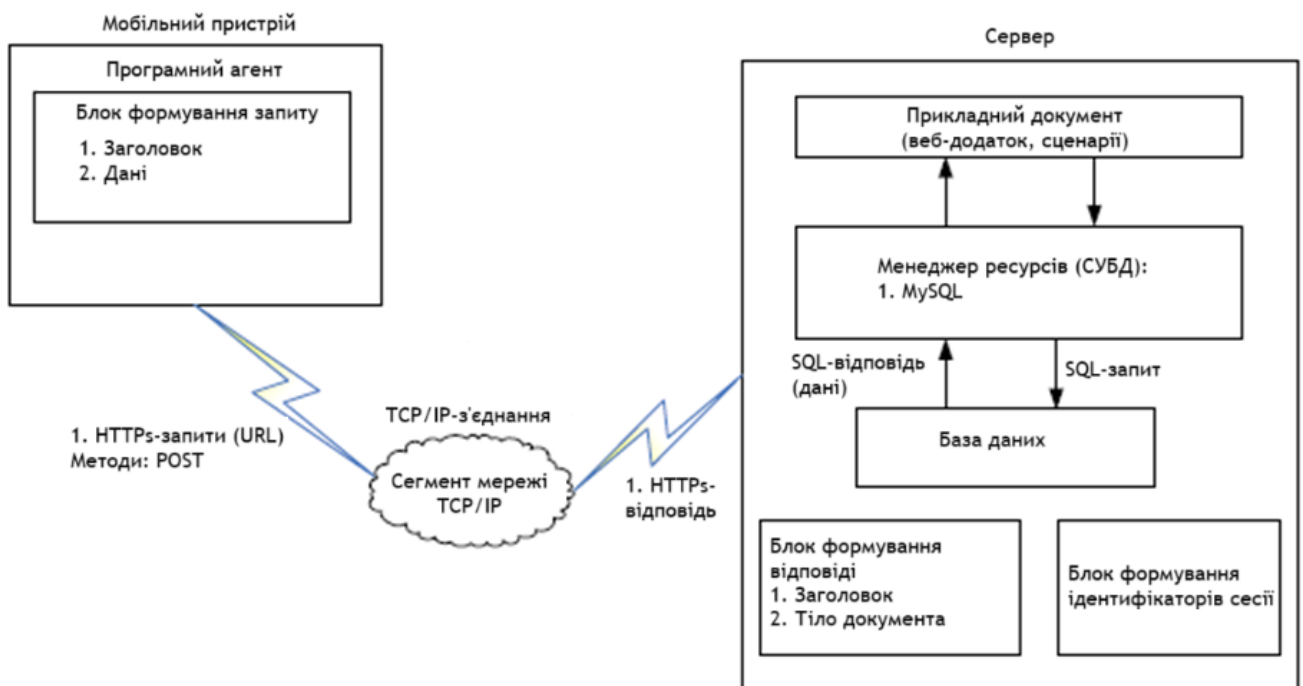 Мобільний пристрій
Програмний агент
Блок формування запиту
1. Заголовок
2. Дані
1. HTTPs-запити (URL)
Методи: POST
TCP/IP-з'єднання
Сегмент мережі
TCP/IP
1. HTTPs-
відповідь
Сервер
Прикладний документ
(веб-додаток, сценарії)
Менеджер ресурсів (СУБД):
1. MySQL
SQL-відповідь
(дані)
SQL-запит
База даних
Блок формування
відповіді
1. Заголовок
2. Тіло документа
Блок формування
ідентифікаторів сесії